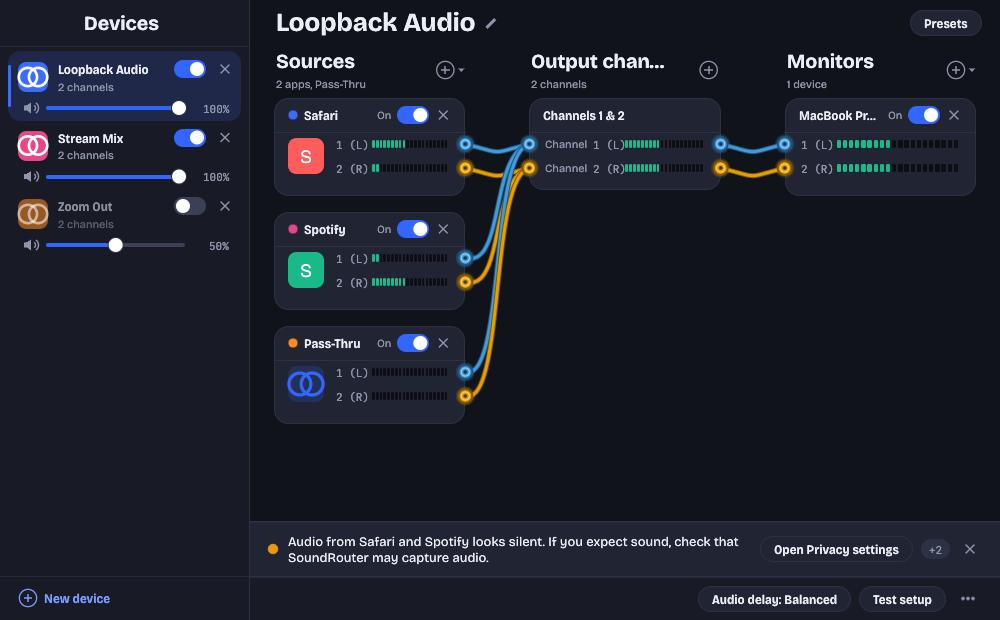 Devices
Loopback Audio
2 channels
100%
Stream Mix
2 channels
100%
Zoom Out
2 channels
50%
New device
Loopback Audio
Presets
Sources
2 apps, Pass-Thru
Output chan...
2 channels
Monitors
1 device
Safari On
S
1 (L)
2 (R)
Spotify On
S
1 (L)
2 (R)
Pass-Thru On
1 (L)
2 (R)
Channels 1 & 2
Channel 1 (L)
Channel 2 (R)
MacBook Pr... On
1 (L)
2 (R)
Audio from Safari and Spotify looks silent. If you expect sound, check that
SoundRouter may capture audio.
Open Privacy settings
+2
Audio delay: Balanced
Test setup